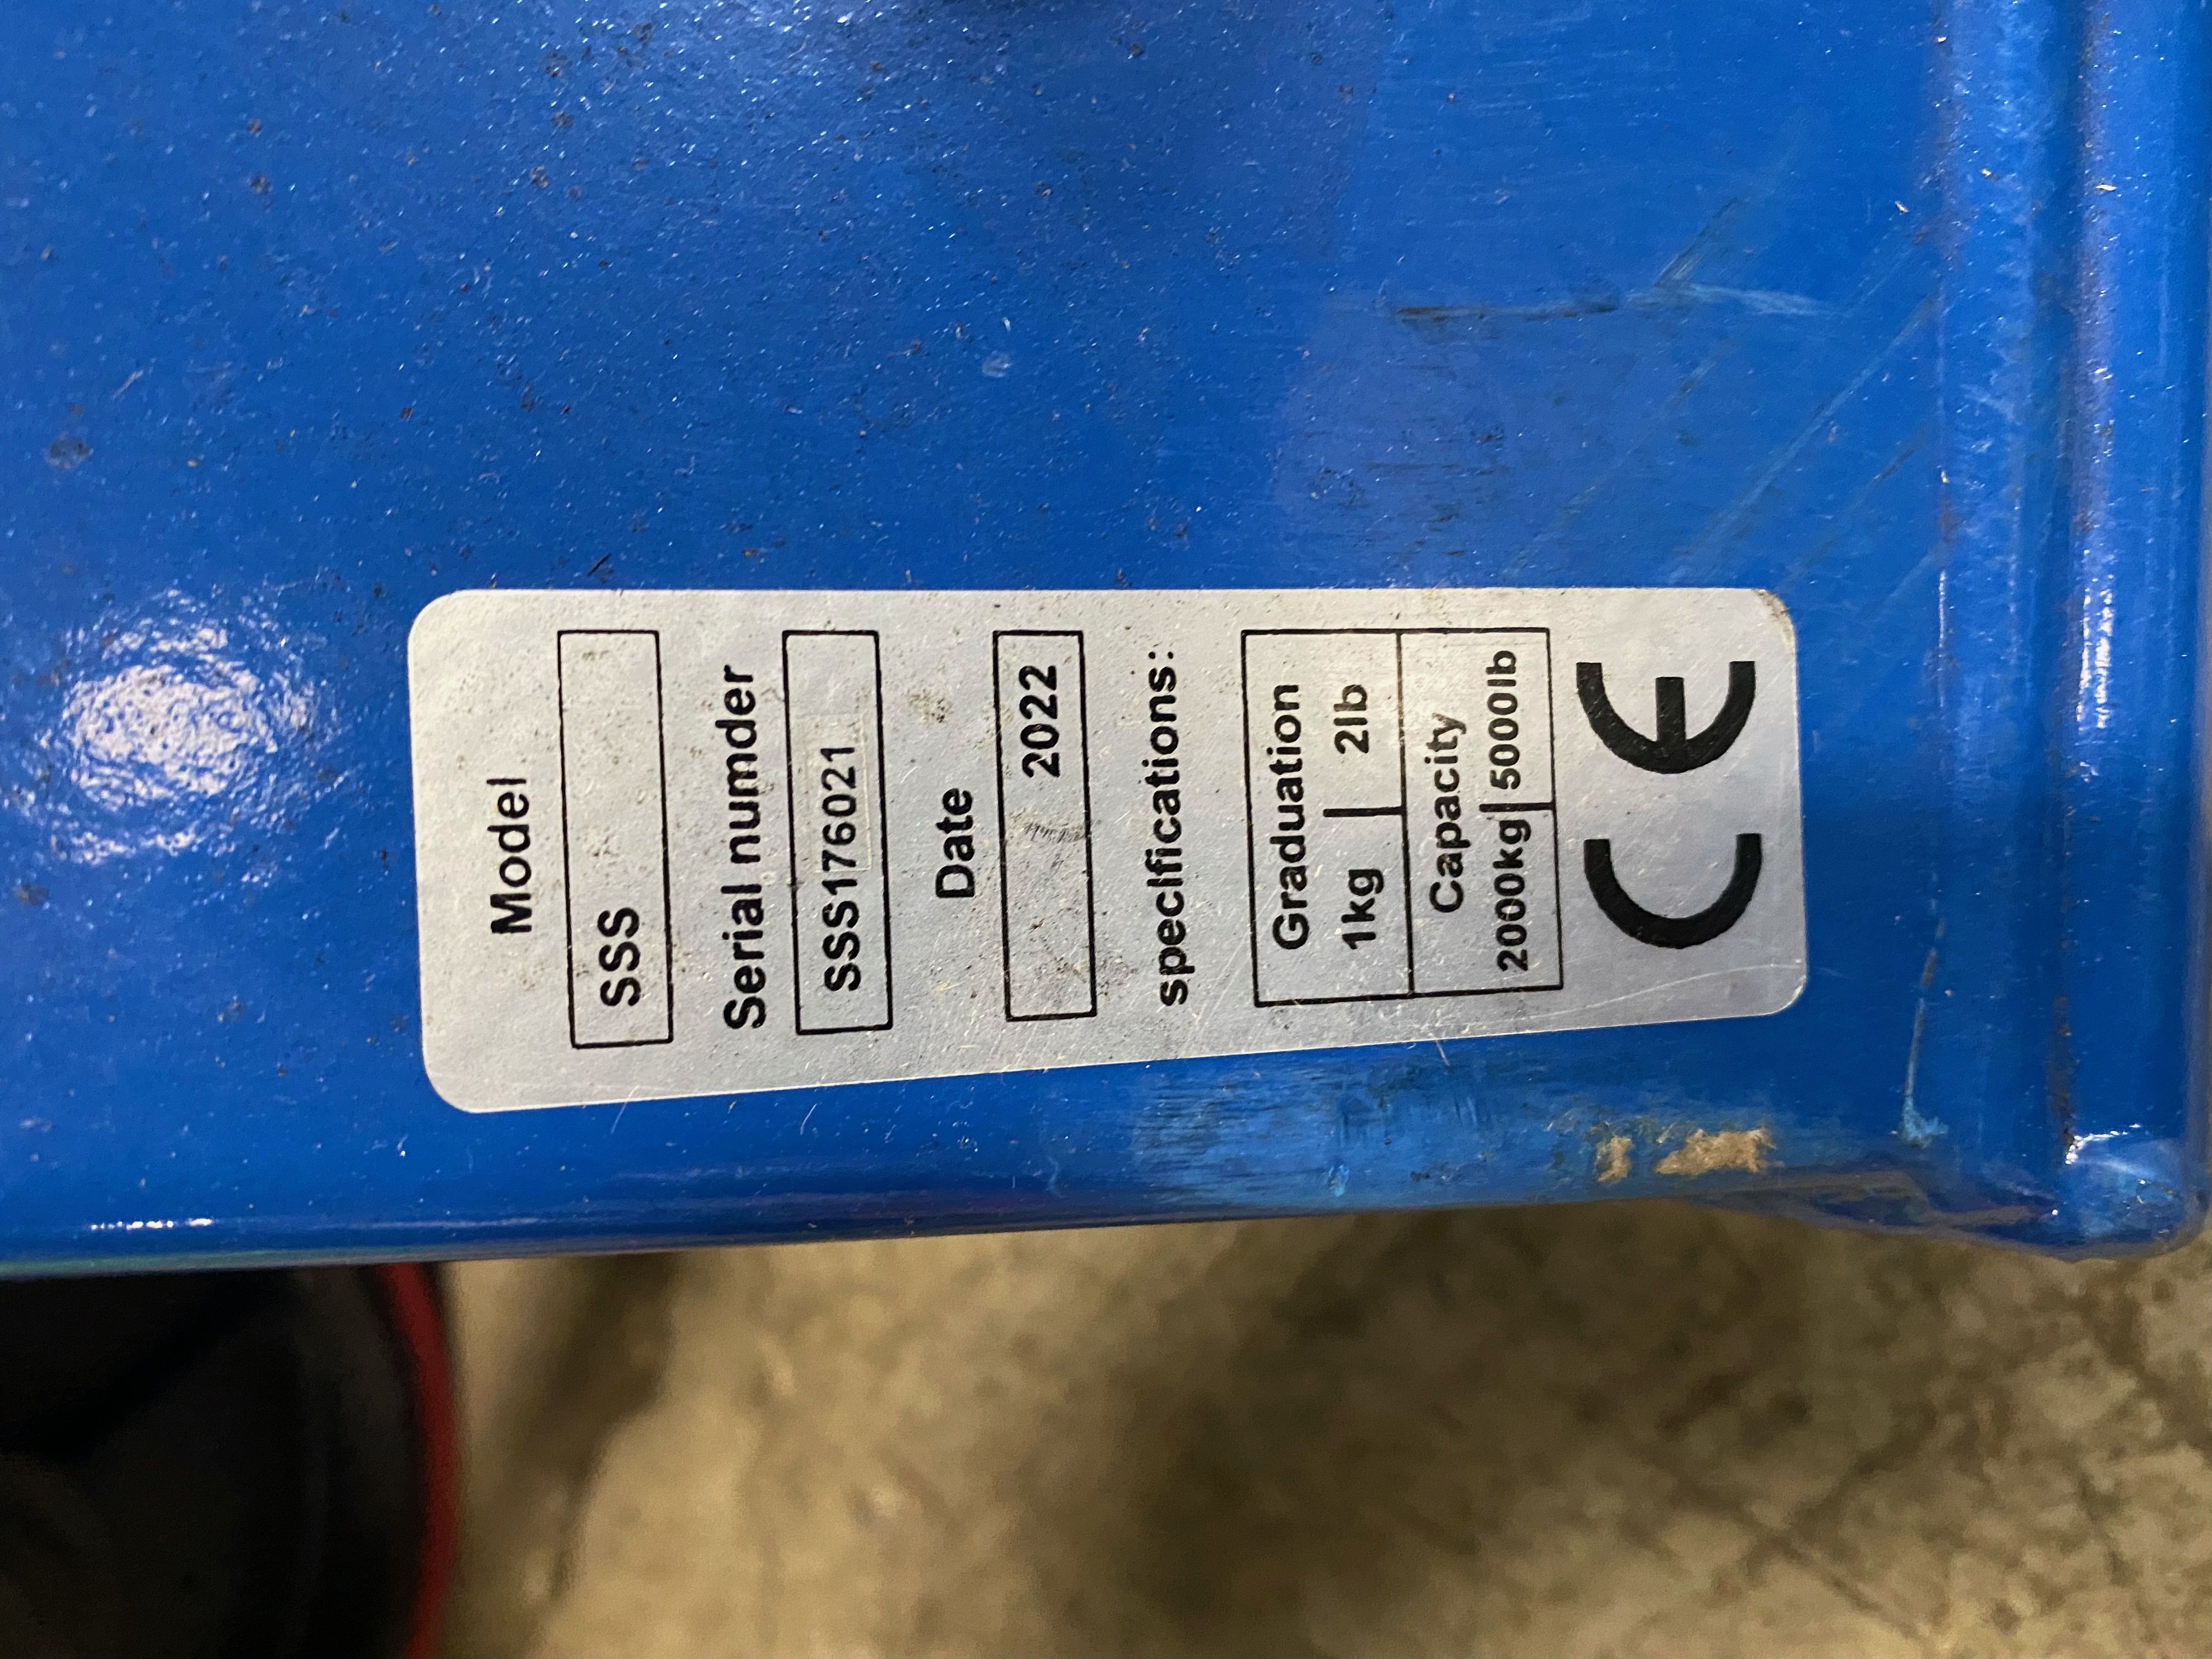 Model
SSS
Serial numder
SSS176021
Date
2022
specifications:
Graduation
1kg | 2lb
Capacity
2000kg | 5000lb
CE